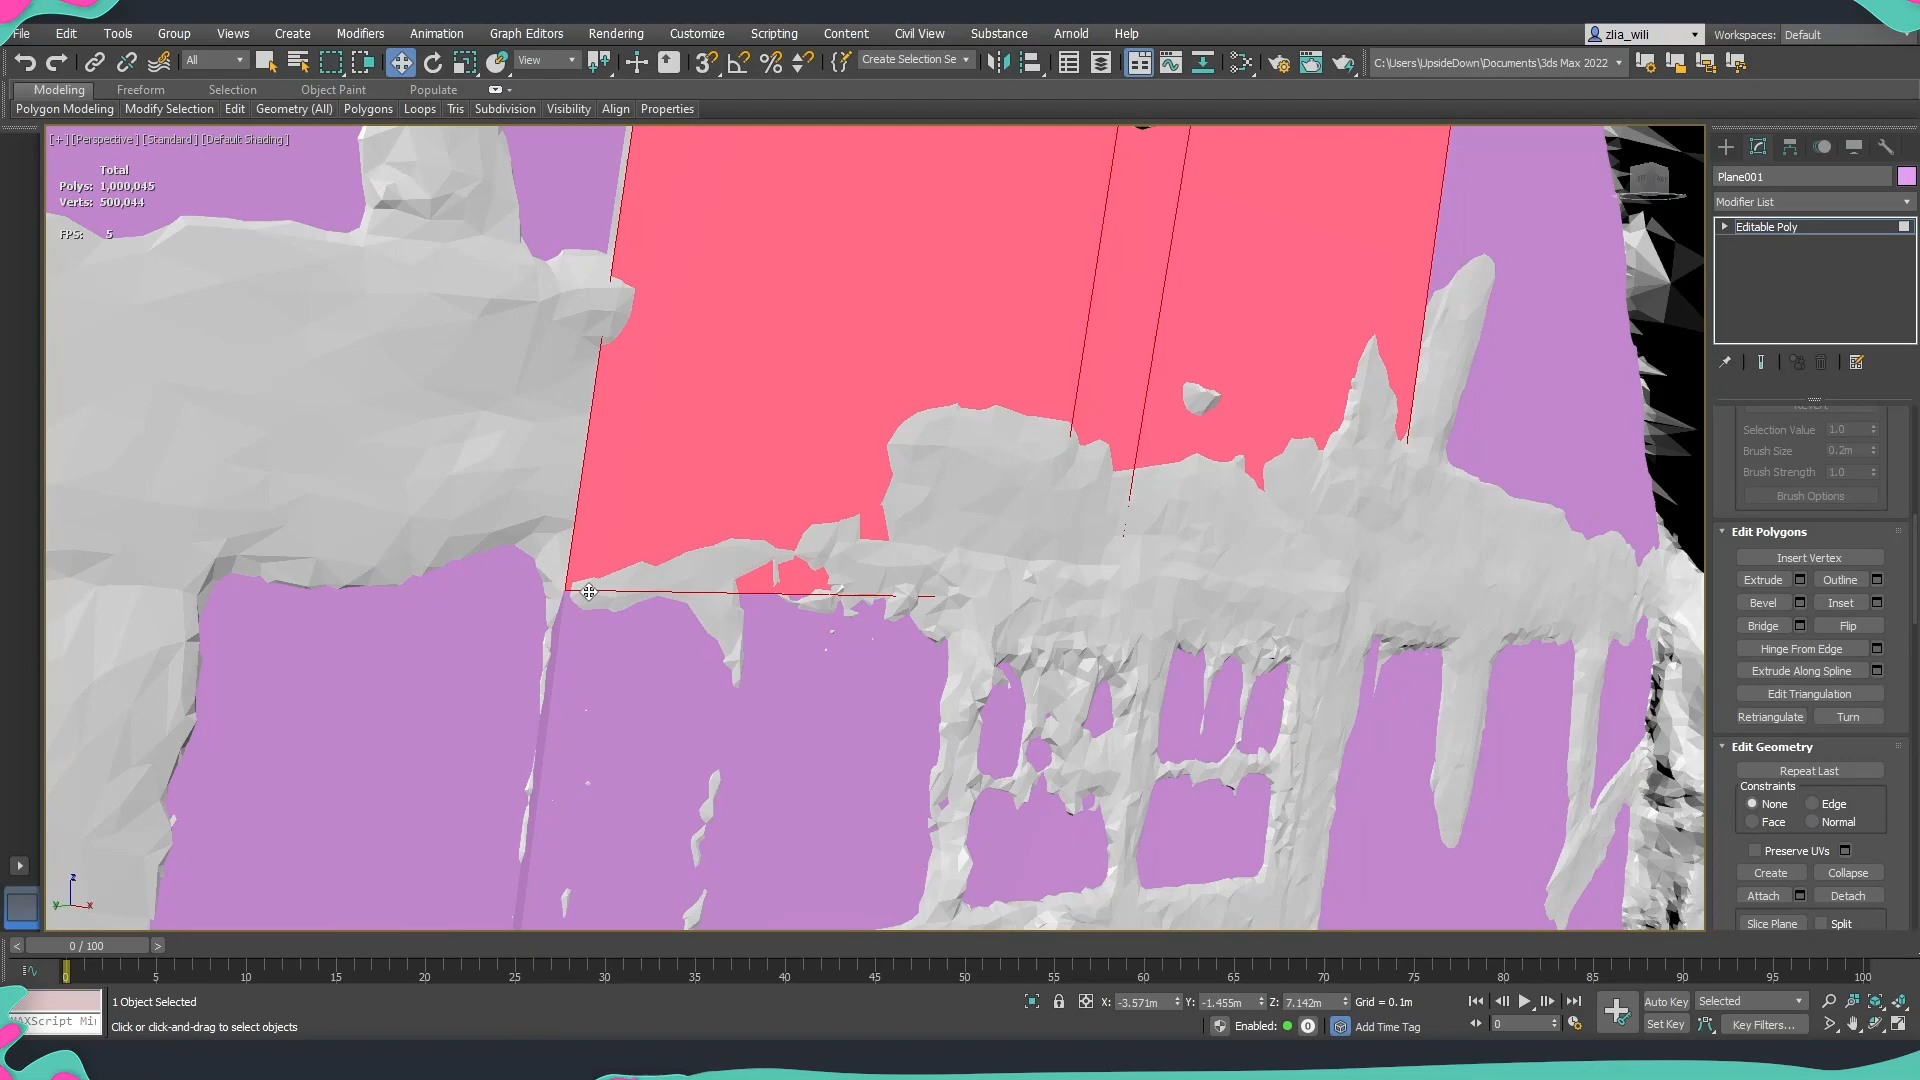 File Edit Tools Group Views Create Modifiers Animation Graph Editors Rendering Customize Scripting Civil View Content Substance Arnold Help
zlia_wili Workspaces: Default
All View Create Selection Se C:\Users\UpsideDown\Documents\3ds Max 2022
Modeling Freeform Selection Object Paint Populate
Polygon Modeling Modify Selection Edit Geometry (All) Polygons Loops Tris Subdivision Visibility Align Properties
[+] [Perspective] [Standard] [Default Shading]
Total
Polys: 1,000,045
Verts: 500,044
FPS: 5
Plane001
Modifier List
Editable Poly
Revert
Selection Value 1.0
Brush Size 0.2m
Brush Strength 1.0
Brush Options
Edit Polygons
Insert Vertex
Extrude Outline
Bevel Inset
Bridge Flip
Hinge From Edge
Extrude Along Spline
Edit Triangulation
Retriangulate Turn
Edit Geometry
Repeat Last
Constraints
None Edge
Face Normal
Preserve UVs
Create Collapse
Attach Detach
Slice Plane Split
z
y x
< 0 / 100 >
0 5 10 15 20 25 30 35 40 45 50 55 60 65 70 75 80 85 90 95 100
1 Object Selected X: -3.571m Y: -1.455m Z: 7.142m Grid = 0.1m Auto Key Selected
Click or click-and-drag to select objects Enabled: 0 Add Time Tag 0 Set Key Key Filters...